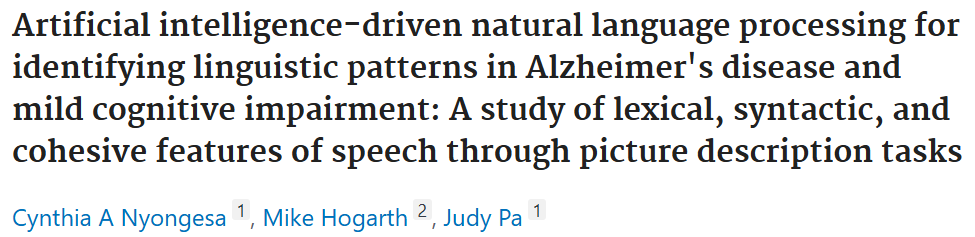 Artificial intelligence-driven natural language processing for
identifying linguistic patterns in Alzheimer's disease and
mild cognitive impairment: A study of lexical, syntactic, and
cohesive features of speech through picture description tasks
Cynthia A Nyongesa 1, Mike Hogarth 2, Judy Pa 1